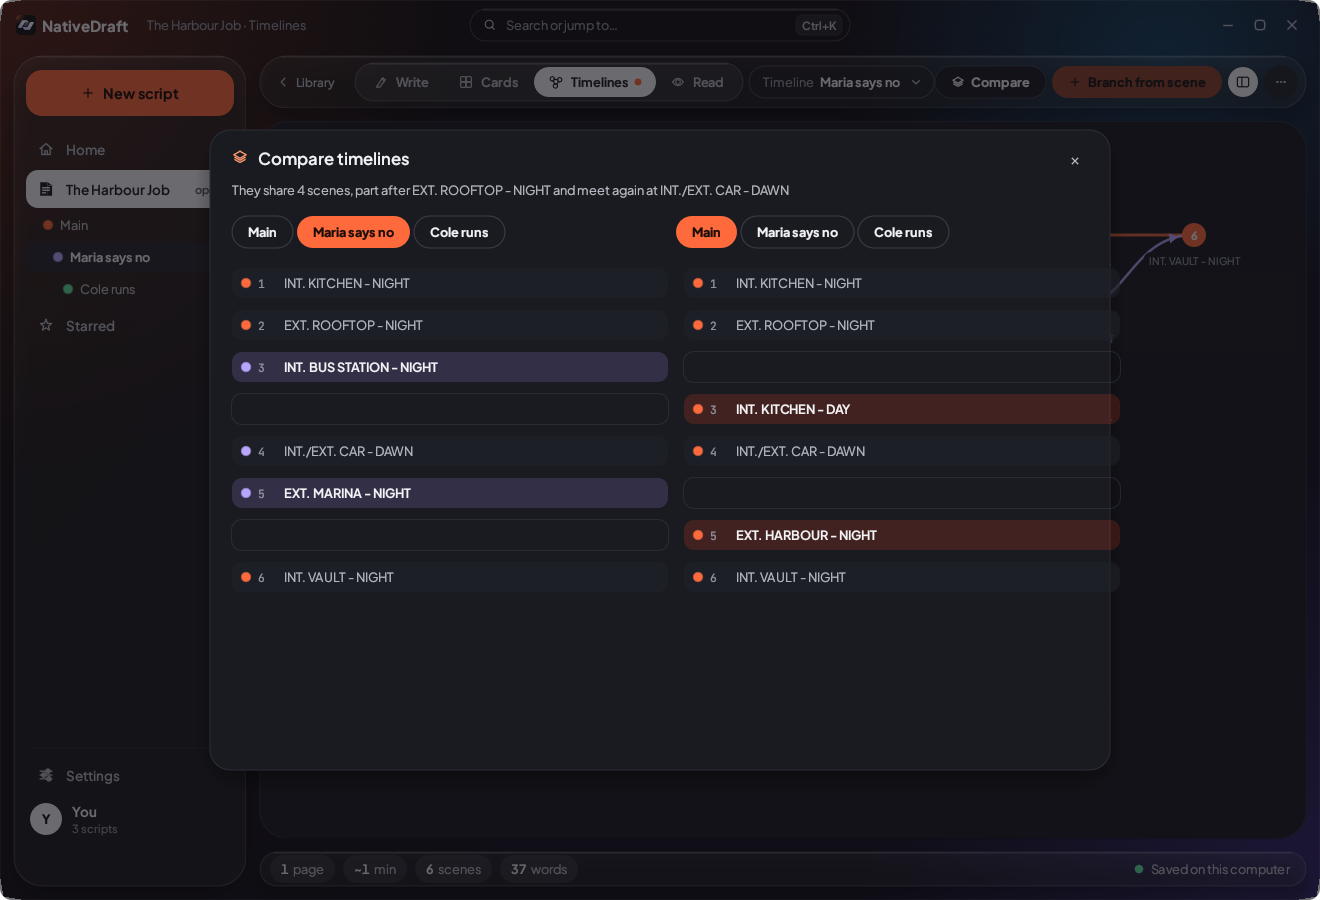 NativeDraft The Harbour Job · Timelines Search or jump to... Ctrl+K
New script
Library Write Cards Timelines Read Timeline Maria says no Compare Branch from scene
Home
The Harbour Job
Main
Maria says no
Cole runs
Starred
Settings
Y You
3 scripts
Compare timelines
They share 4 scenes, part after EXT. ROOFTOP - NIGHT and meet again at INT./EXT. CAR - DAWN
Main Maria says no Cole runs
Main Maria says no Cole runs
1 INT. KITCHEN - NIGHT 1 INT. KITCHEN - NIGHT
2 EXT. ROOFTOP - NIGHT 2 EXT. ROOFTOP - NIGHT
3 INT. BUS STATION - NIGHT
3 INT. KITCHEN - DAY
4 INT./EXT. CAR - DAWN 4 INT./EXT. CAR - DAWN
5 EXT. MARINA - NIGHT
5 EXT. HARBOUR - NIGHT
6 INT. VAULT - NIGHT 6 INT. VAULT - NIGHT
6
INT. VAULT - NIGHT
1 page ~1 min 6 scenes 37 words Saved on this computer